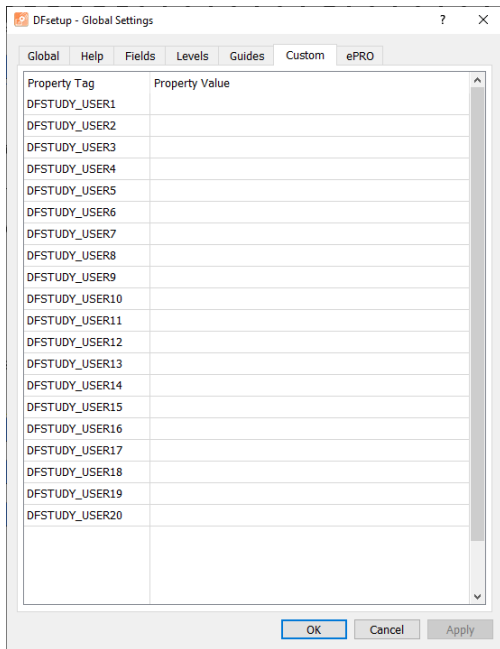 DFsetup - Global Settings ? ×
Global Help Fields Levels Guides Custom ePRO
Property Tag Property Value
DFSTUDY_USER1
DFSTUDY_USER2
DFSTUDY_USER3
DFSTUDY_USER4
DFSTUDY_USER5
DFSTUDY_USER6
DFSTUDY_USER7
DFSTUDY_USER8
DFSTUDY_USER9
DFSTUDY_USER10
DFSTUDY_USER11
DFSTUDY_USER12
DFSTUDY_USER13
DFSTUDY_USER14
DFSTUDY_USER15
DFSTUDY_USER16
DFSTUDY_USER17
DFSTUDY_USER18
DFSTUDY_USER19
DFSTUDY_USER20
OK Cancel Apply